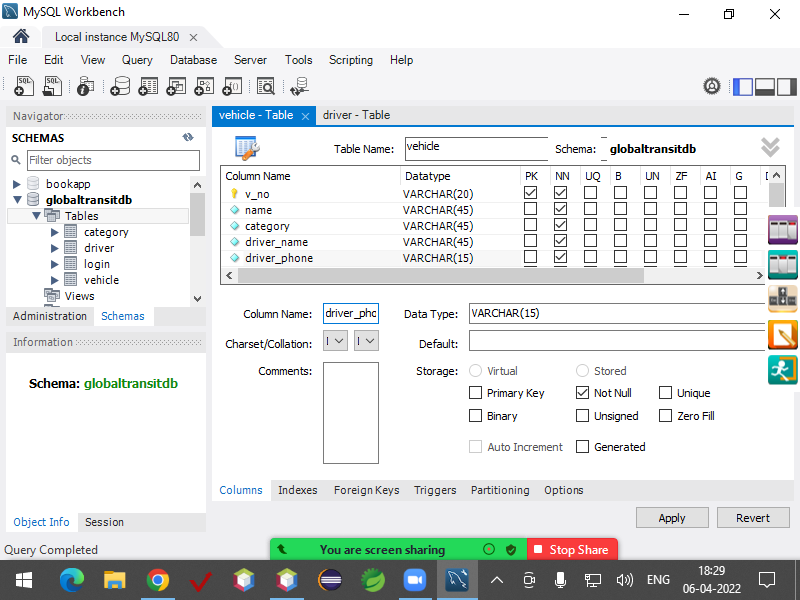 MySQL Workbench
Local instance MySQL80
File Edit View Query Database Server Tools Scripting Help
Navigator
SCHEMAS
Filter objects
bookapp
globaltransitdb
Tables
category
driver
login
vehicle
Views
Administration Schemas
Information
Schema: globaltransitdb
Object Info Session
Query Completed
vehicle - Table driver - Table
Table Name: vehicle Schema: globaltransitdb
Column Name Datatype PK NN UQ B UN ZF AI G
v_no VARCHAR(20)
name VARCHAR(45)
category VARCHAR(45)
driver_name VARCHAR(45)
driver_phone VARCHAR(15)
Column Name: driver_pho Data Type: VARCHAR(15)
Charset/Collation: Default:
Comments: Storage: Virtual Stored
Primary Key Not Null Unique
Binary Unsigned Zero Fill
Auto Increment Generated
Columns Indexes Foreign Keys Triggers Partitioning Options
Apply Revert
You are screen sharing Stop Share
ENG 18:29
06-04-2022